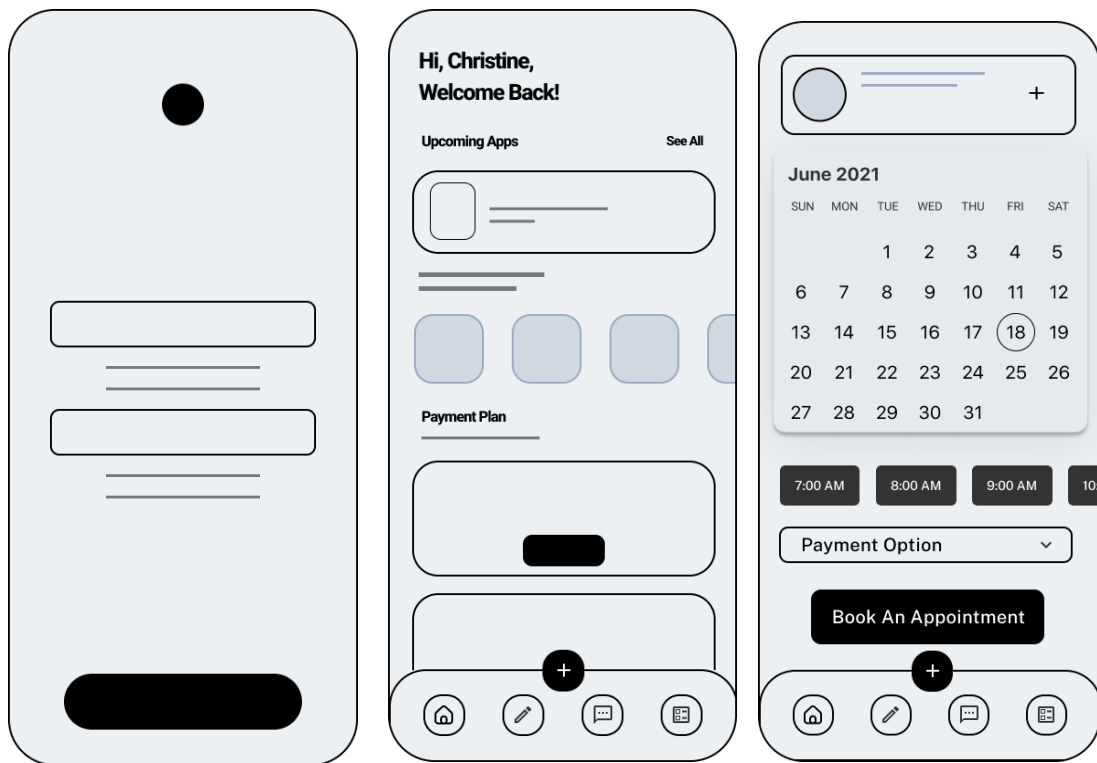 Hi, Christine,
Welcome Back!
Upcoming Apps See All
Payment Plan
June 2021
SUN MON TUE WED THU FRI SAT
1 2 3 4 5
6 7 8 9 10 11 12
13 14 15 16 17 18 19
20 21 22 23 24 25 26
27 28 29 30 31
7:00 AM 8:00 AM 9:00 AM 10:
Payment Option
Book An Appointment